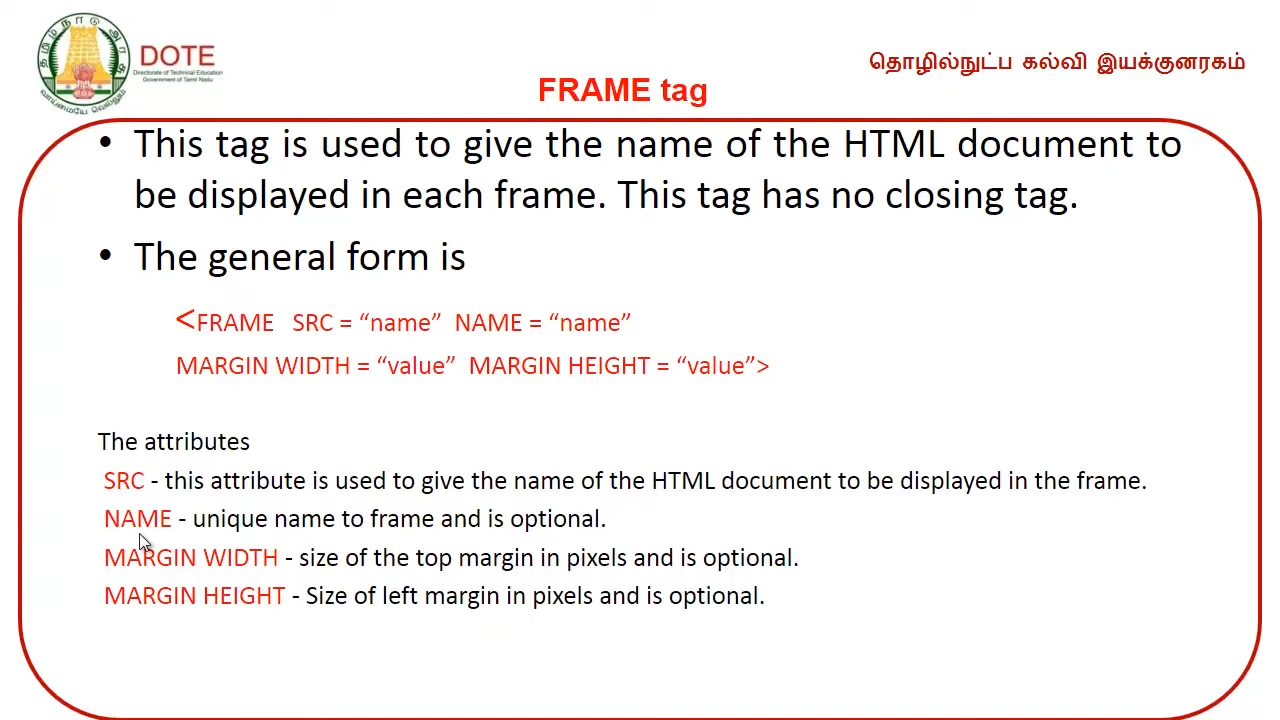 தமிழ்நாடு அரசு
வாய்மையே வெல்லும்
DOTE
Directorate of Technical Education
Government of Tamil Nadu
தொழில்நுட்ப கல்வி இயக்குனரகம்
FRAME tag
• This tag is used to give the name of the HTML document to
be displayed in each frame. This tag has no closing tag.
• The general form is
<FRAME SRC = “name” NAME = “name”
MARGIN WIDTH = “value” MARGIN HEIGHT = “value”>
The attributes
SRC - this attribute is used to give the name of the HTML document to be displayed in the frame.
NAME - unique name to frame and is optional.
MARGIN WIDTH - size of the top margin in pixels and is optional.
MARGIN HEIGHT - Size of left margin in pixels and is optional.